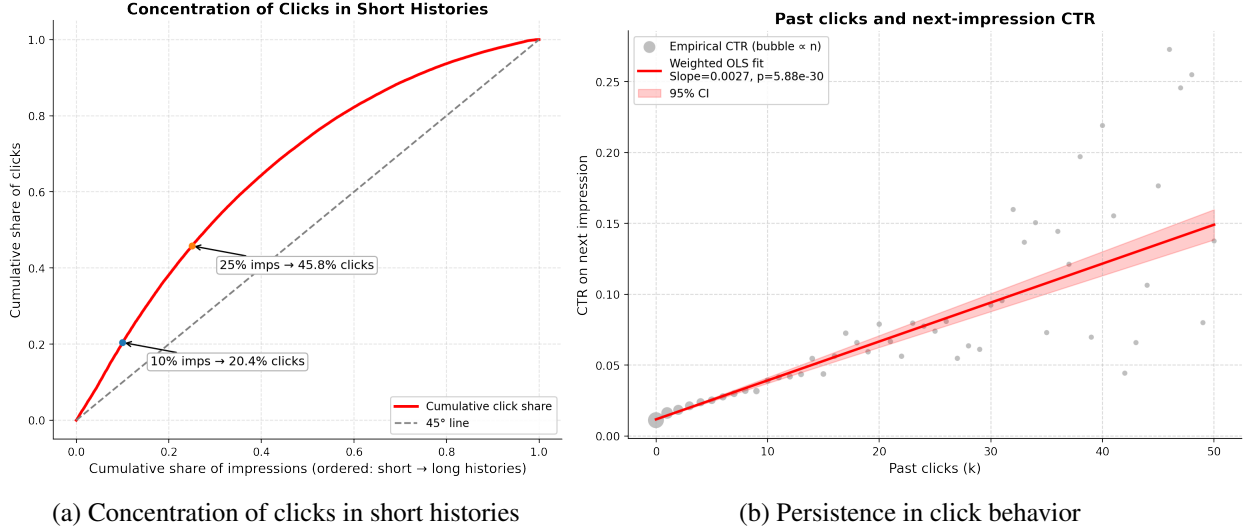 Concentration of Clicks in Short Histories
1.0
0.8
0.6
0.4
0.2
0.0
Cumulative share of clicks
25% imps → 45.8% clicks
10% imps → 20.4% clicks
Cumulative click share
45° line
0.0 0.2 0.4 0.6 0.8 1.0
Cumulative share of impressions (ordered: short → long histories)
(a) Concentration of clicks in short histories
Past clicks and next-impression CTR
Empirical CTR (bubble ∝ n)
Weighted OLS fit
Slope=0.0027, p=5.88e-30
95% CI
0.25
0.20
0.15
0.10
0.05
0.00
CTR on next impression
0 10 20 30 40 50
Past clicks (k)
(b) Persistence in click behavior